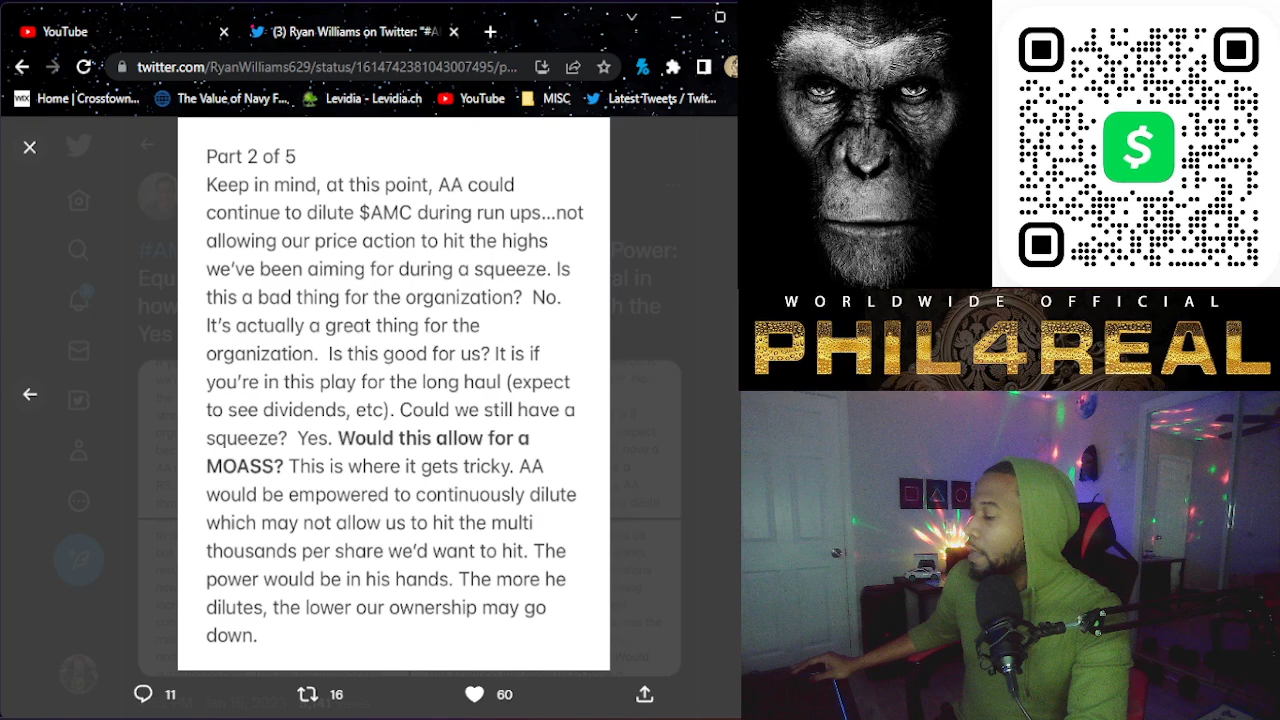 YouTube
(3) Ryan Williams on Twitter: "#A
twitter.com/RyanWilliams629/status/1614742381093007495/p...
Home | Crosstown...
The Value of Navy F...
Levidia - Levidia.ch
YouTube
MISC
Latest Tweets / Twit...
Part 2 of 5
Keep in mind, at this point, AA could
continue to dilute $AMC during run ups...not
allowing our price action to hit the highs
we've been aiming for during a squeeze. Is
this a bad thing for the organization? No.
It's actually a great thing for the
organization. Is this good for us? It is if
you're in this play for the long haul (expect
to see dividends, etc). Could we still have a
squeeze? Yes. Would this allow for a
MOASS? This is where it gets tricky. AA
would be empowered to continuously dilute
which may not allow us to hit the multi
thousands per share we'd want to hit. The
power would be in his hands. The more he
dilutes, the lower our ownership may go
down.
11
16
60
WORLDWIDE OFFICIAL
PHIL4REAL